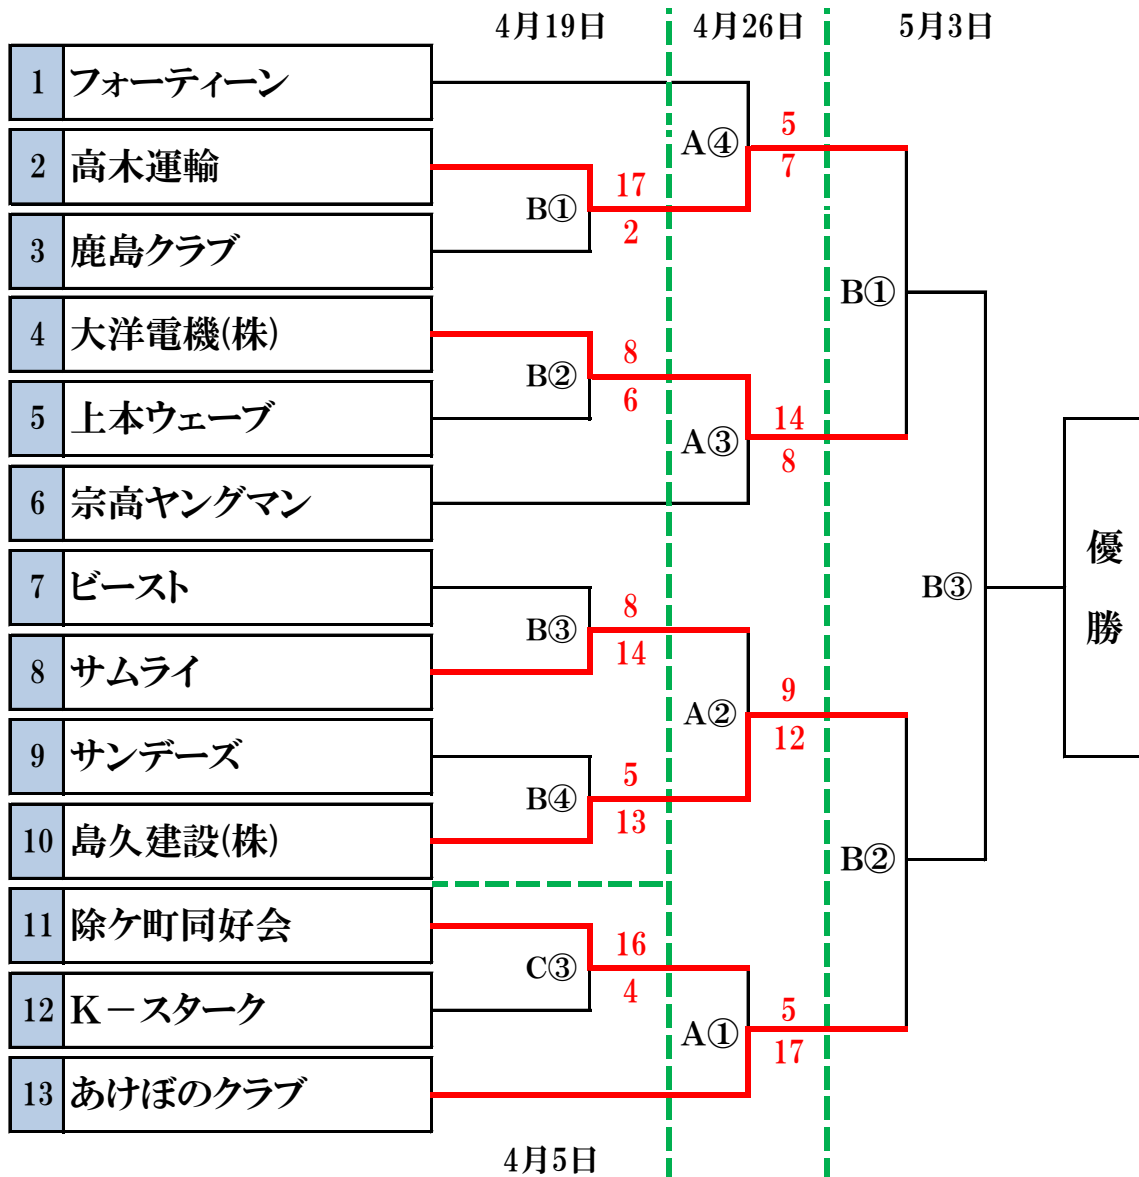 4月19日 4月26日 5月3日
1 フォーティーン
A④ 5
7
2 高木運輸
B① 17
2
3 鹿島クラブ
B①
4 大洋電機(株)
B② 8
6
5 上本ウェーブ
A③ 14
8
6 宗高ヤングマン
優
勝
7 ビースト
B③
B③ 8
14
8 サムライ
A② 9
12
9 サンデーズ
B④ 5
13
10 島久建設(株)
B②
11 除ケ町同好会
C③ 16
4
12 K－スターク
A① 5
17
13 あけぼのクラブ
4月5日